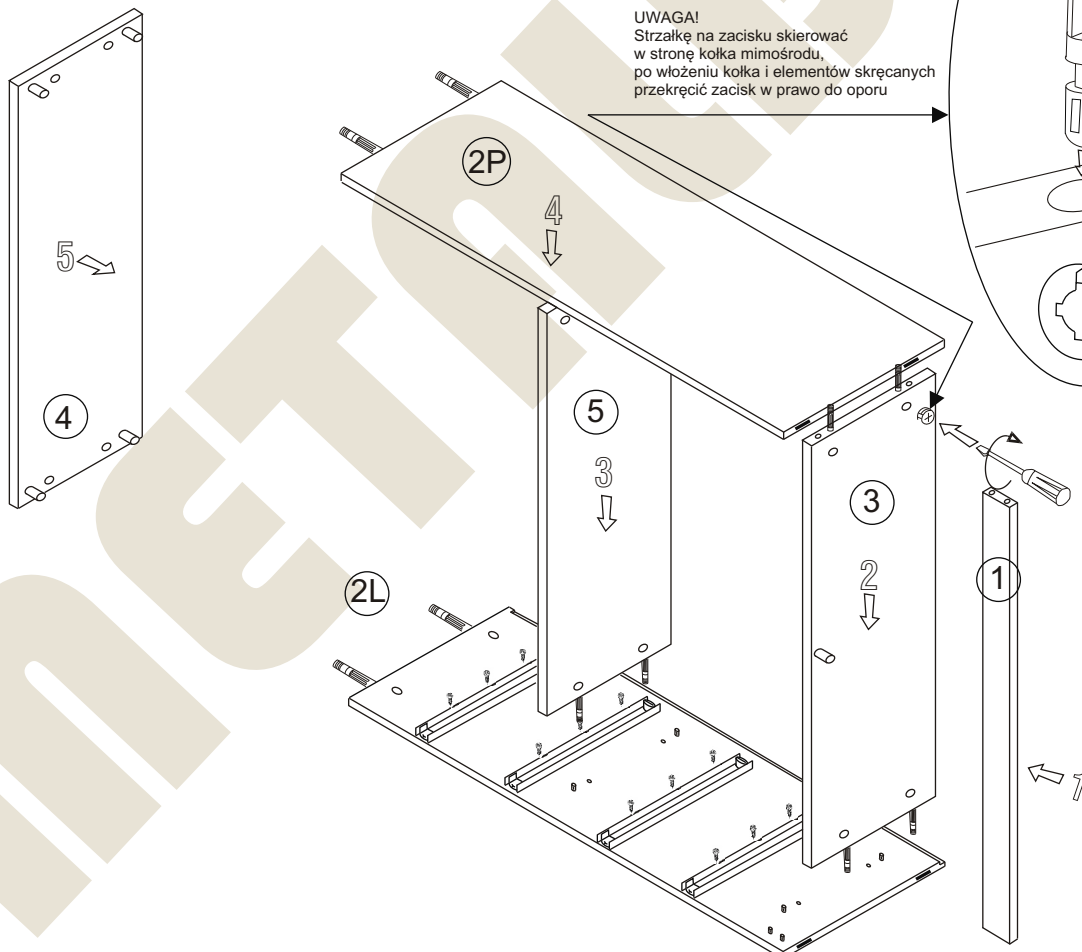 UWAGA!
Strzałkę na zacisku skierować
w stronę kołka mimośrodu,
po włożeniu kołka i elementów skręcanych
przekręcić zacisk w prawo do oporu
2P
4
5
4
5
3
3
2
1
2L
1